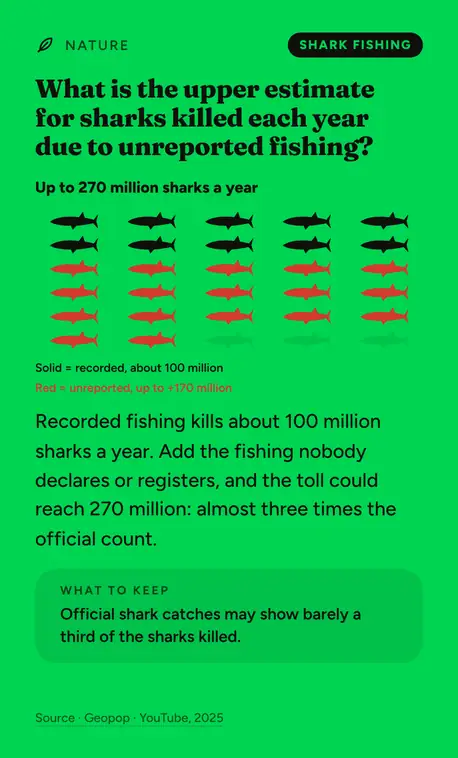 NATURE
SHARK FISHING
What is the upper estimate
for sharks killed each year
due to unreported fishing?
Up to 270 million sharks a year
Solid = recorded, about 100 million
Red = unreported, up to +170 million
Recorded fishing kills about 100 million
sharks a year. Add the fishing nobody
declares or registers, and the toll could
reach 270 million: almost three times the
official count.
WHAT TO KEEP
Official shark catches may show barely a
third of the sharks killed.
Source · Geopop · YouTube, 2025